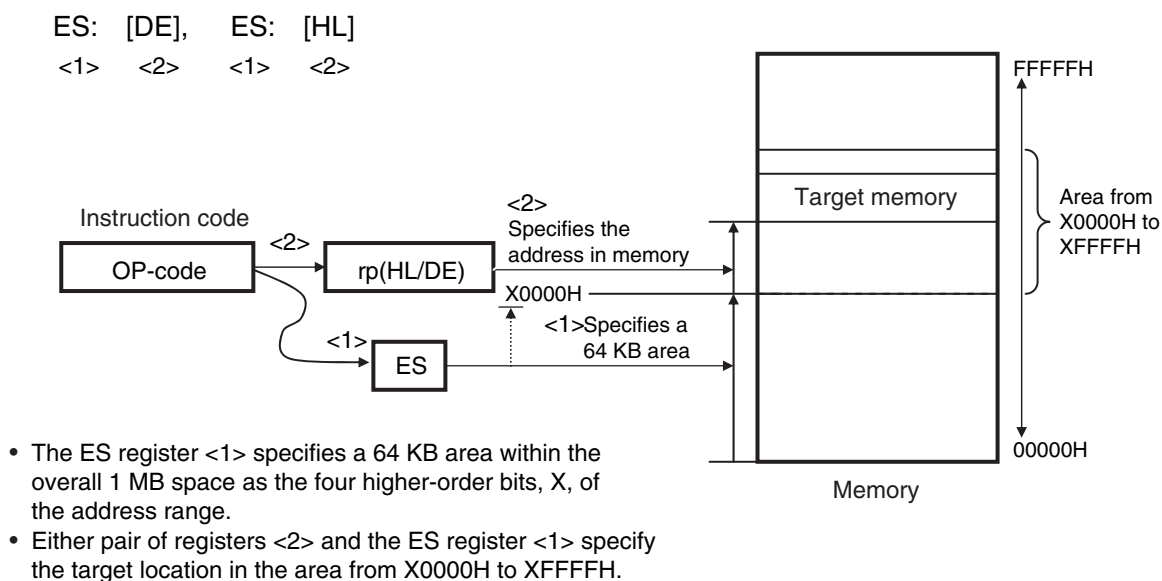 ES: [DE], ES: [HL]
<1> <2> <1> <2>
FFFFFH
Target memory
Area from
X0000H to
XFFFFH
Instruction code
OP-code
<2>
rp(HL/DE)
<2>
Specifies the
address in memory
X0000H
<1>
ES
<1>Specifies a
64 KB area
00000H
Memory
• The ES register <1> specifies a 64 KB area within the
overall 1 MB space as the four higher-order bits, X, of
the address range.
• Either pair of registers <2> and the ES register <1> specify
the target location in the area from X0000H to XFFFFH.